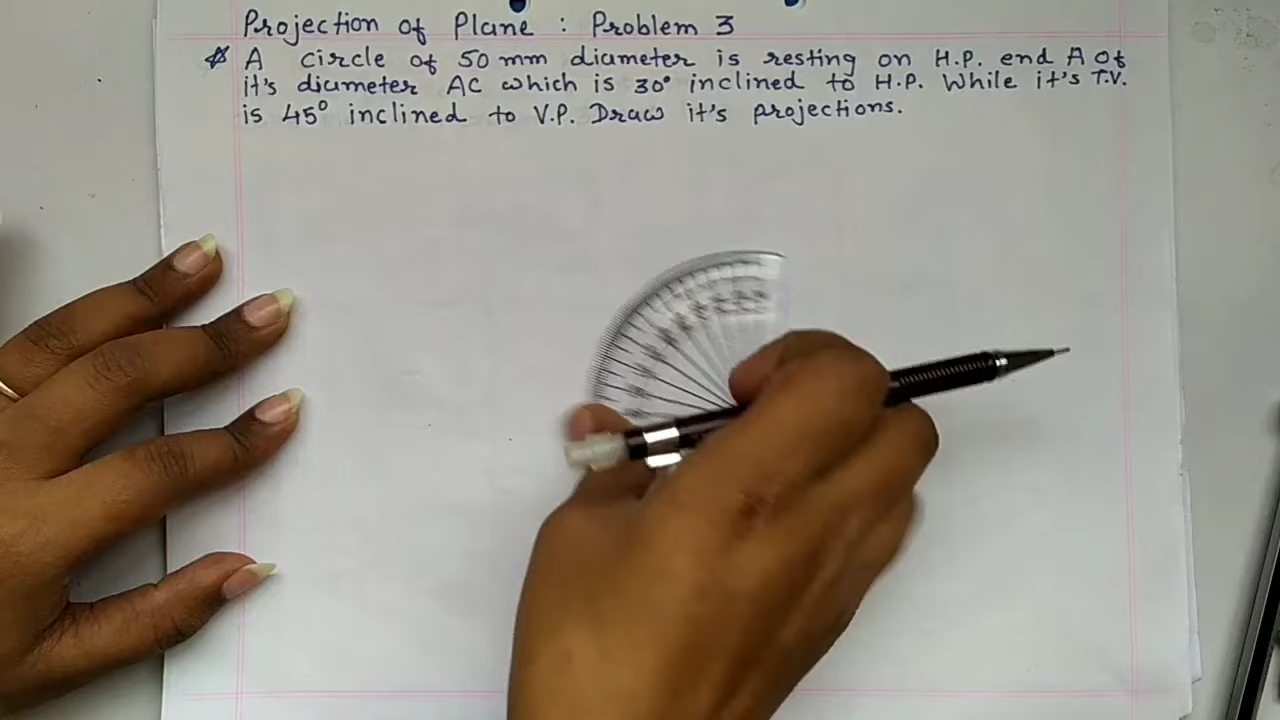 Projection of Plane : Problem 3
A circle of 50 mm diameter is resting on H.P. end A of
it's diameter AC which is 30° inclined to H.P. While it's T.V.
is 45° inclined to V.P. Draw it's projections.